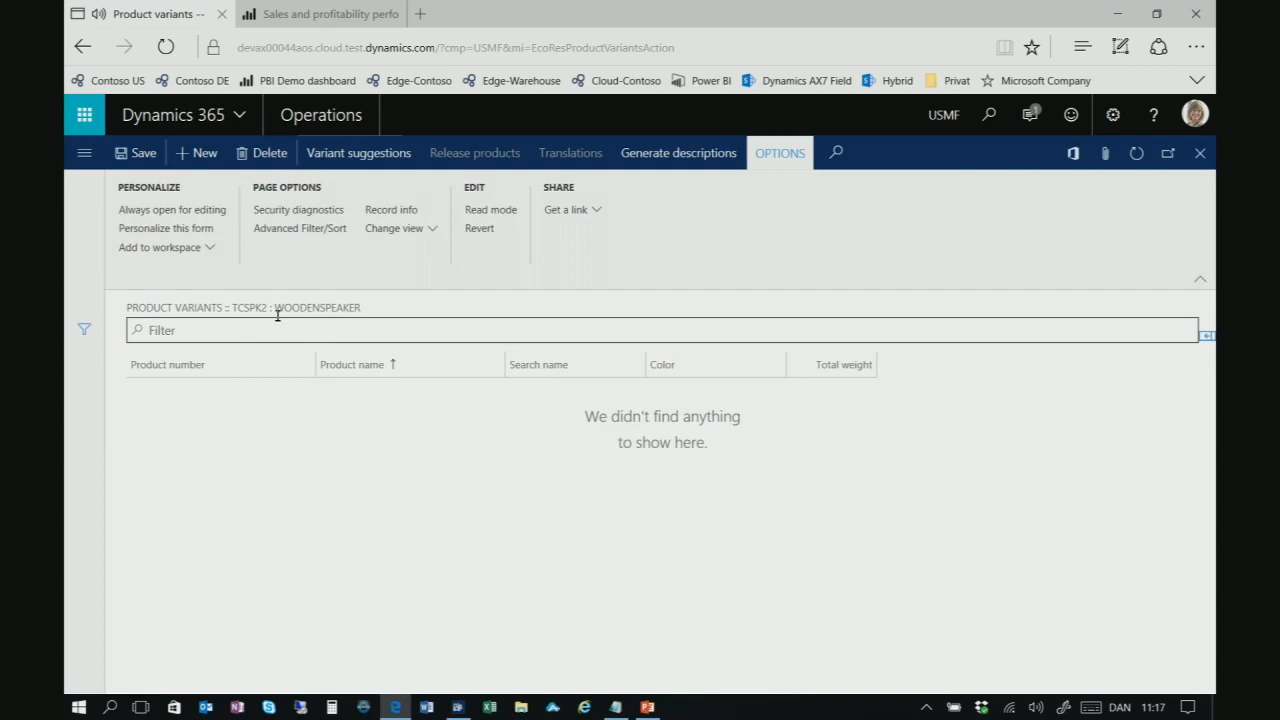 Product variants --
Sales and profitability perfo
devax00044aos.cloud.test.dynamics.com/?cmp=USMF&mi=EcoResProductVariantsAction
Contoso US
Contoso DE
PBI Demo dashboard
Edge-Contoso
Edge-Warehouse
Cloud-Contoso
Power BI
Dynamics AX7 Field
Hybrid
Privat
Microsoft Company
Dynamics 365
Operations
USMF
1
?
Save
New
Delete
Variant suggestions
Release products
Translations
Generate descriptions
OPTIONS
PERSONALIZE
PAGE OPTIONS
EDIT
SHARE
Always open for editing
Security diagnostics
Record info
Read mode
Get a link
Personalize this form
Advanced Filter/Sort
Change view
Revert
Add to workspace
PRODUCT VARIANTS :: TCSPK2 : WOODENSPEAKER
Filter
Product number
Product name
Search name
Color
Total weight
We didn't find anything
to show here.
DAN
11:17